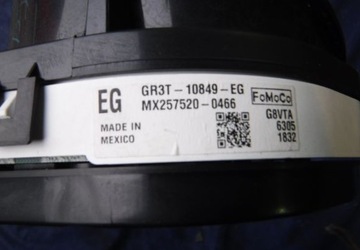 EG
GR3T-10849-EG
MX257520-0466
FoMoCo
MADE IN
MEXICO
G8VTA
6305
1832